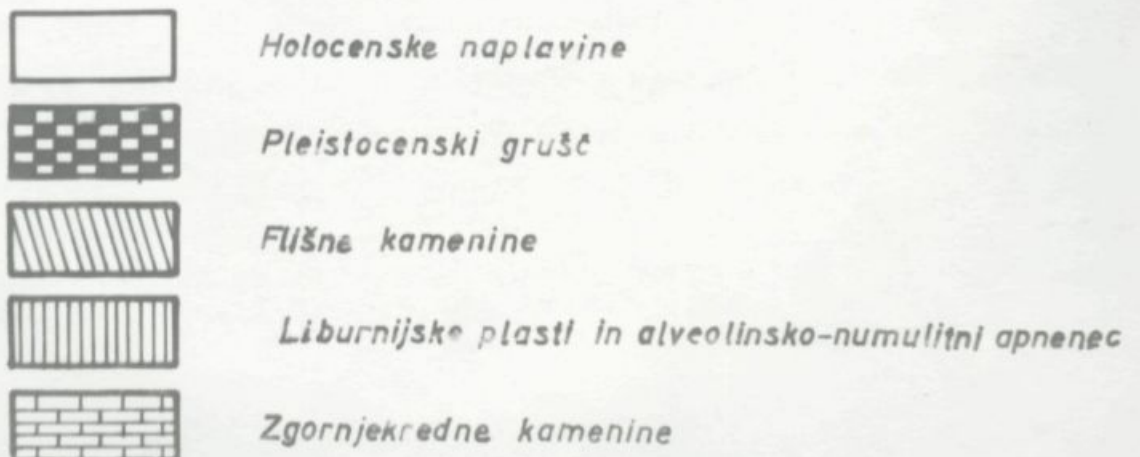 Holocenske naplavine
Pleistocenski grušč
Flišne kamenine
Liburnijske plasti in alveolinsko-numulitni apnenec
Zgornjekredne kamenine